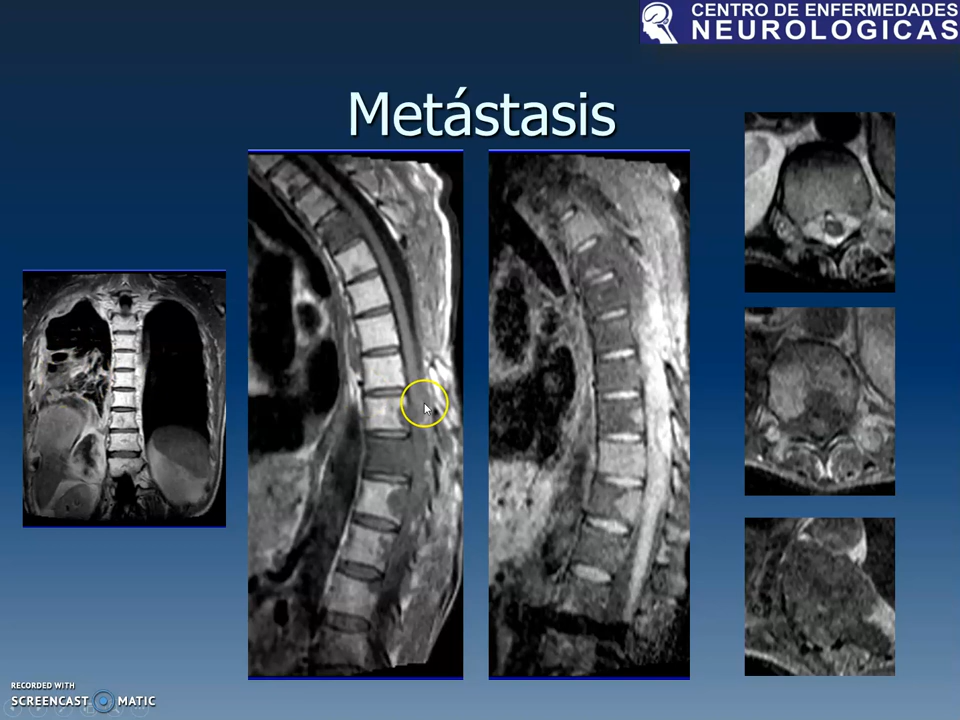 CENTRO DE ENFERMEDADES
NEUROLOGICAS
Metástasis
RECORDED WITH
SCREENCAST MATIC